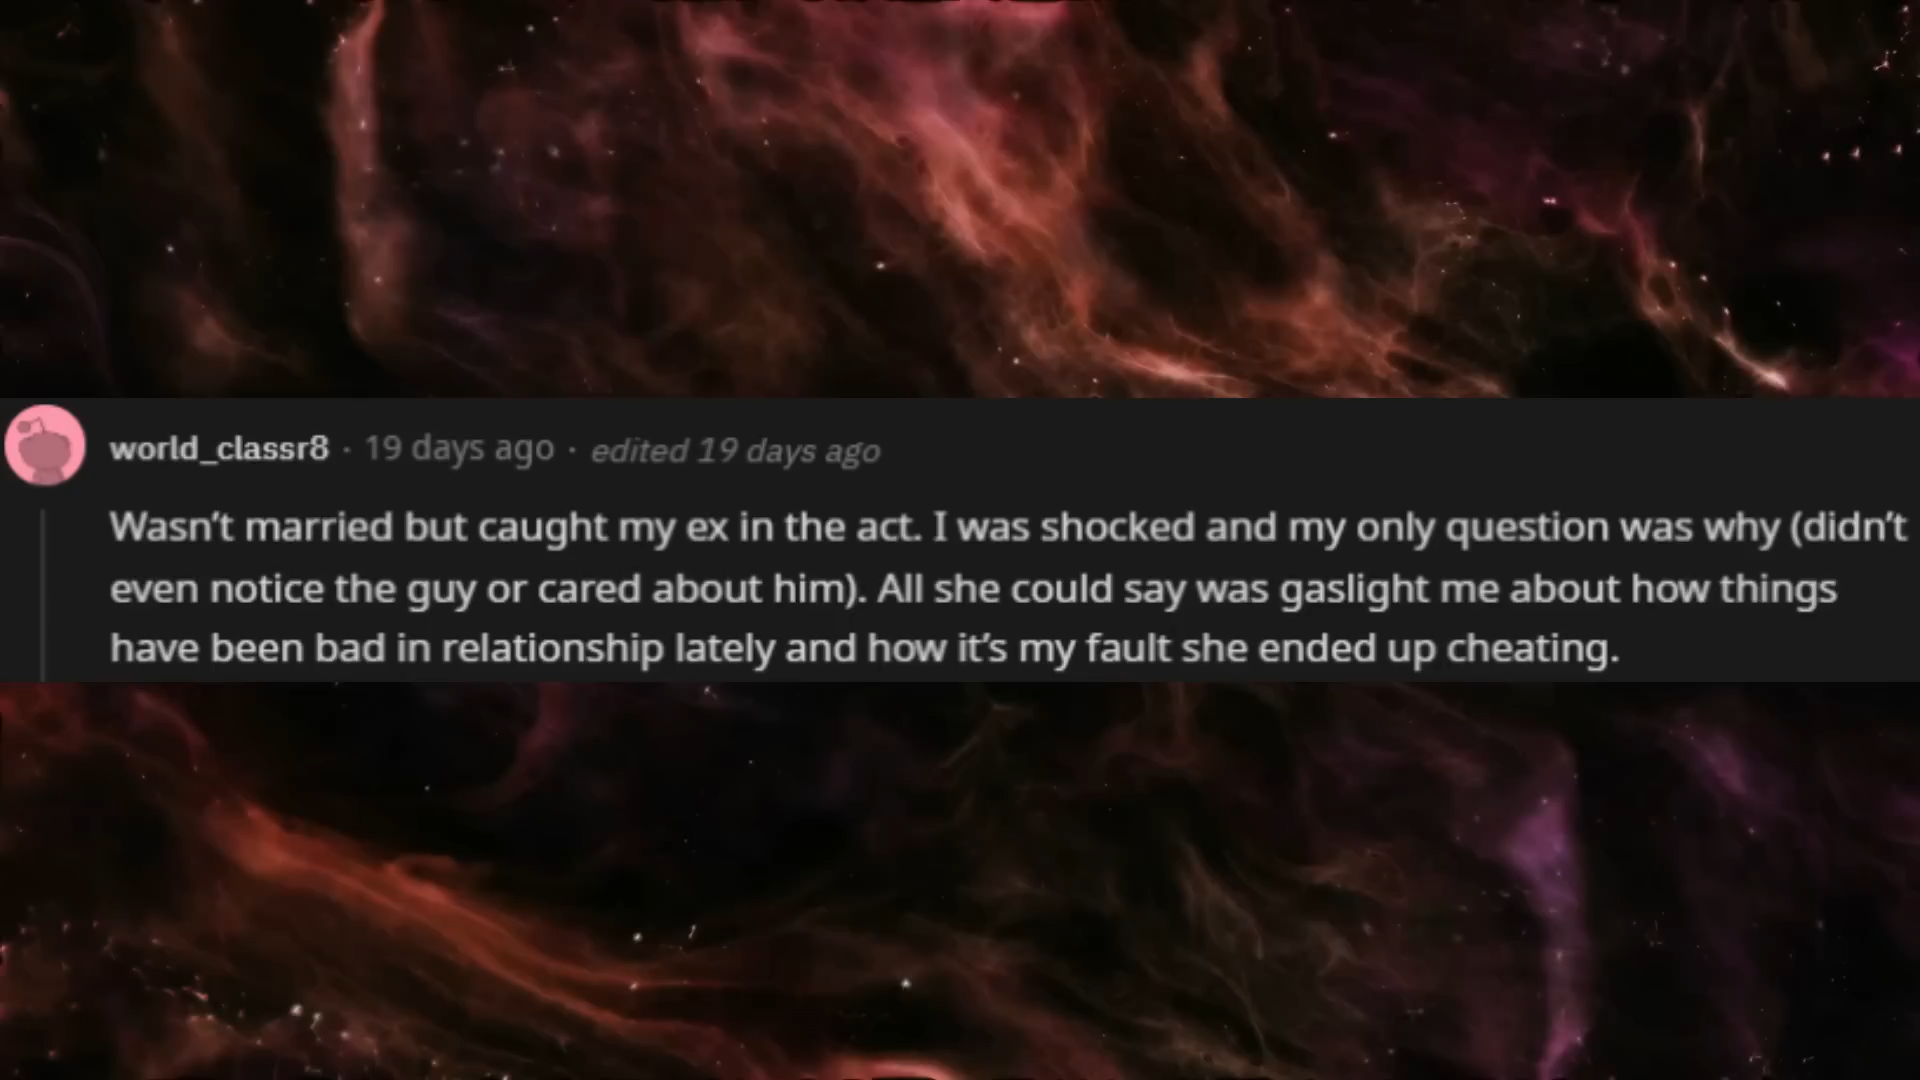 world_classr8 · 19 days ago · edited 19 days ago
Wasn’t married but caught my ex in the act. I was shocked and my only question was why (didn’t
even notice the guy or cared about him). All she could say was gaslight me about how things
have been bad in relationship lately and how it’s my fault she ended up cheating.